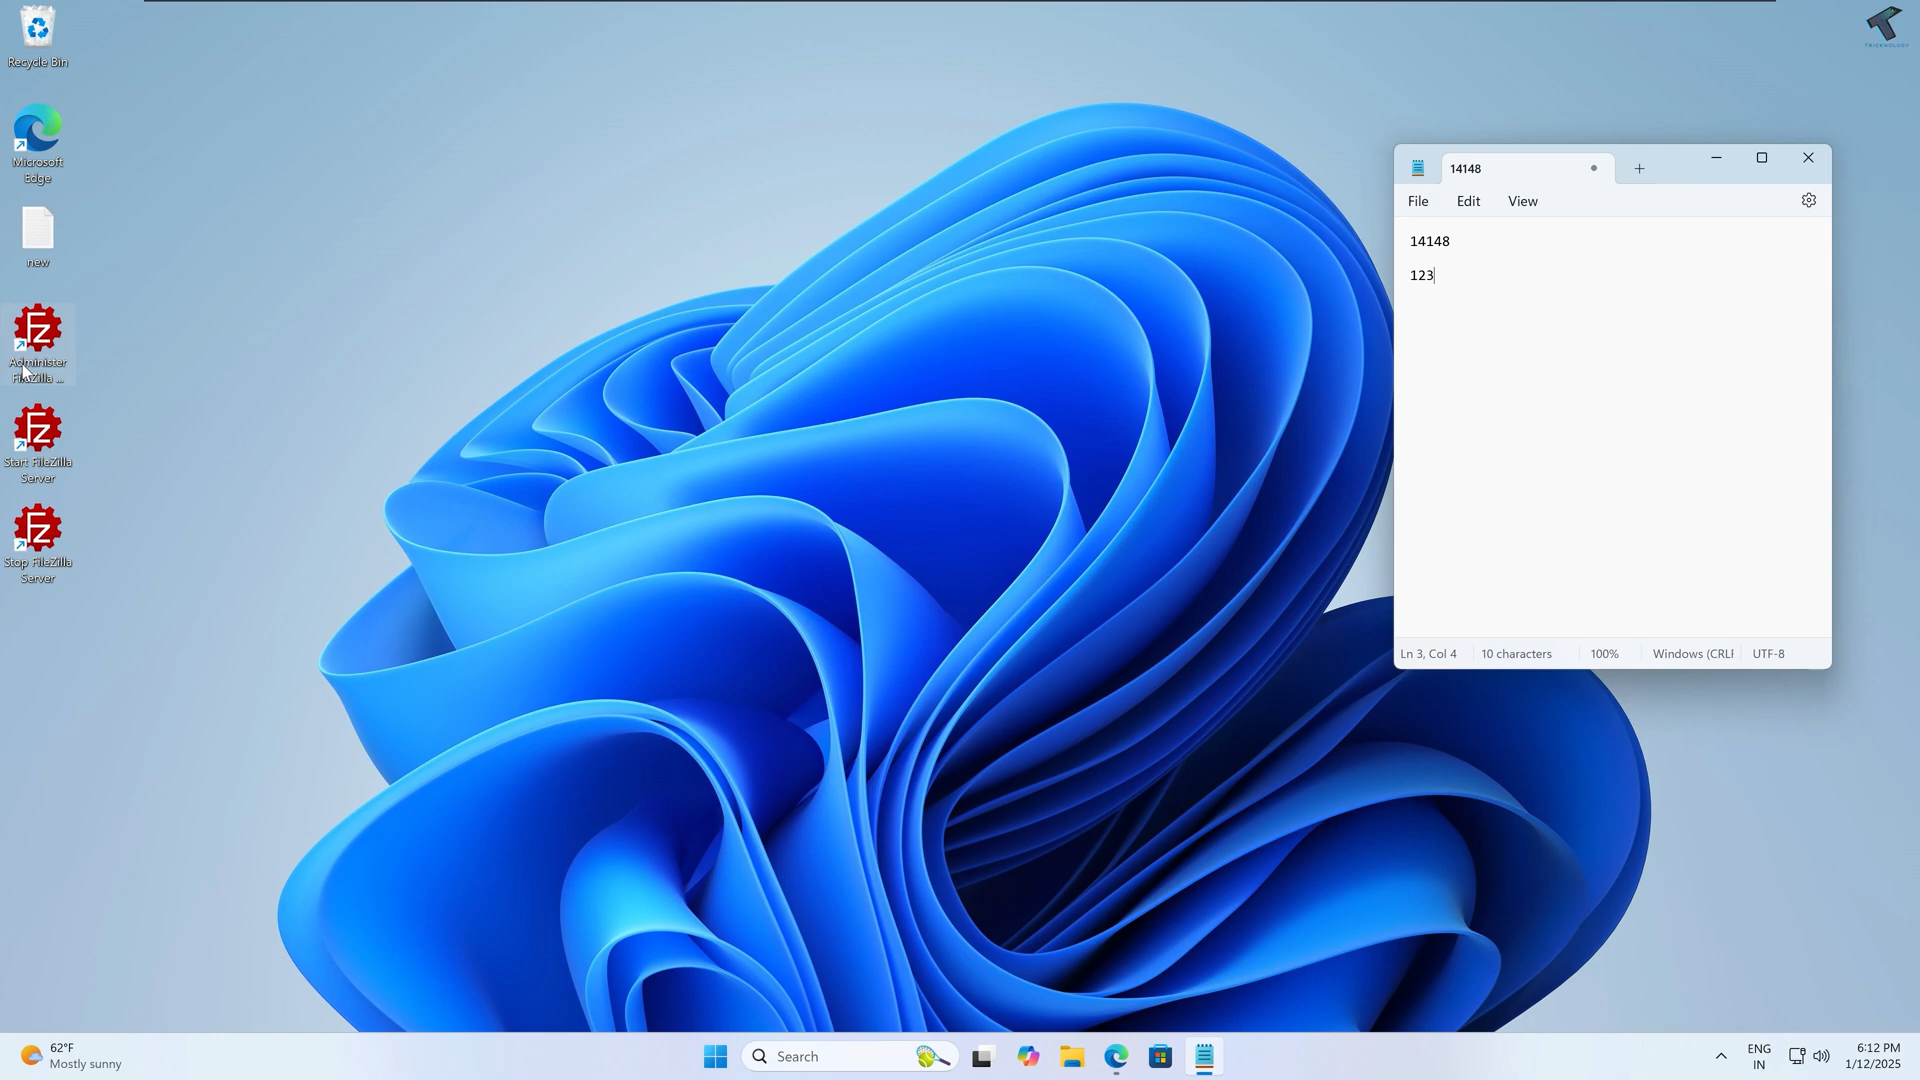 Recycle Bin
Microsoft
Edge
new
Administer
FileZilla ...
Start FileZilla
Server
Stop FileZilla
Server
TRICKNOLOGY
14148
File Edit View
14148
123
Ln 3, Col 4 10 characters 100% Windows (CRLF UTF-8
62°F
Mostly sunny
Search
ENG
IN
6:12 PM
1/12/2025